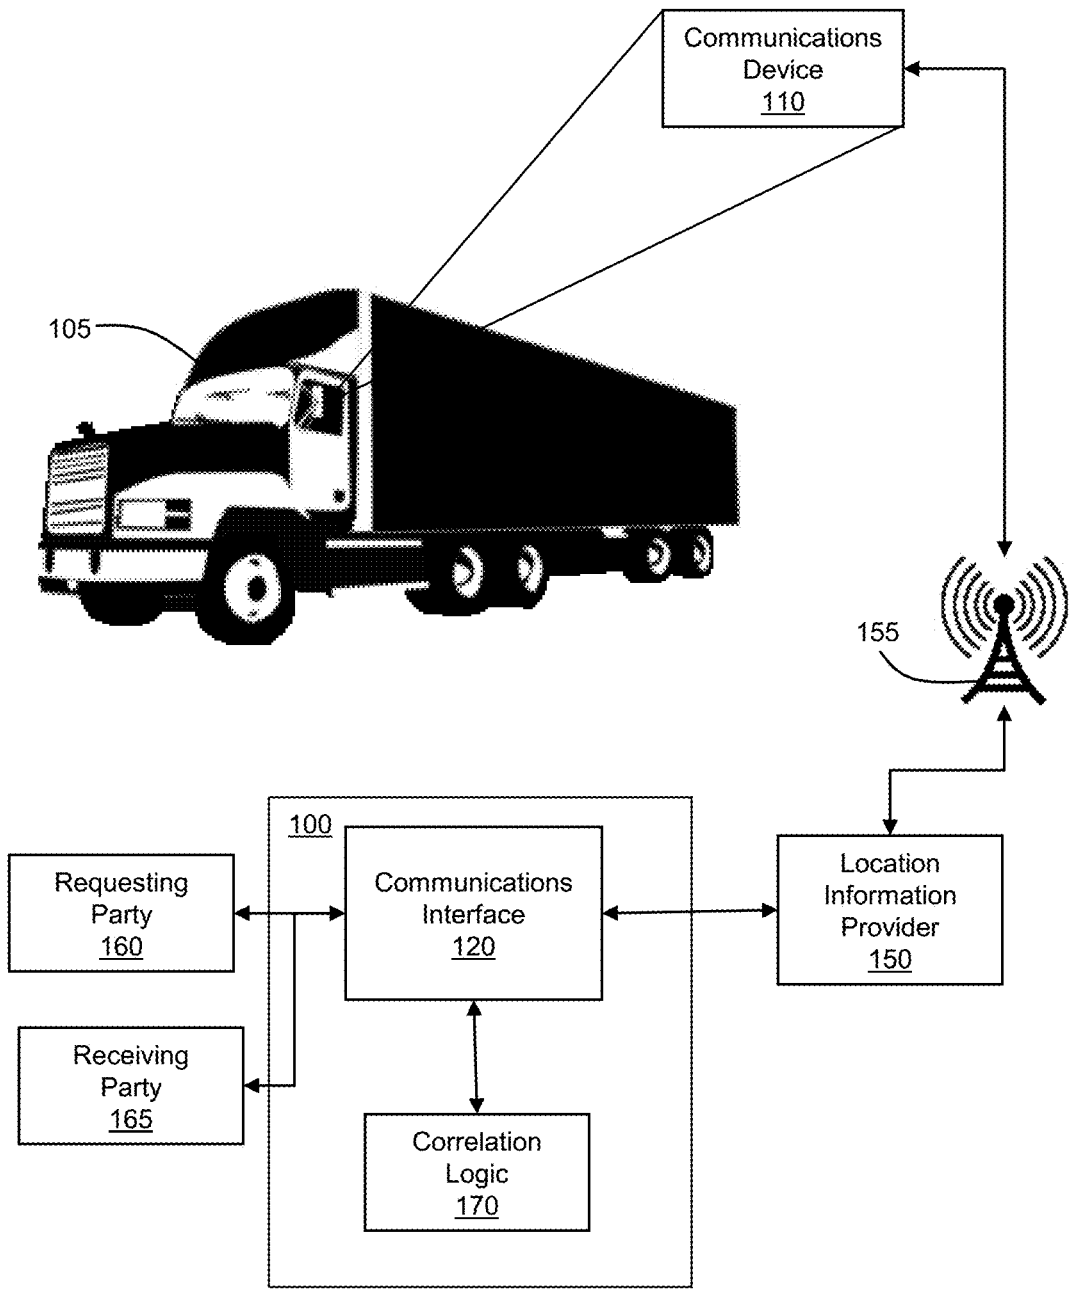 Communications
Device
110
105
155
100
Communications
Interface
120
Requesting
Party
160
Location
Information
Provider
150
Receiving
Party
165
Correlation
Logic
170